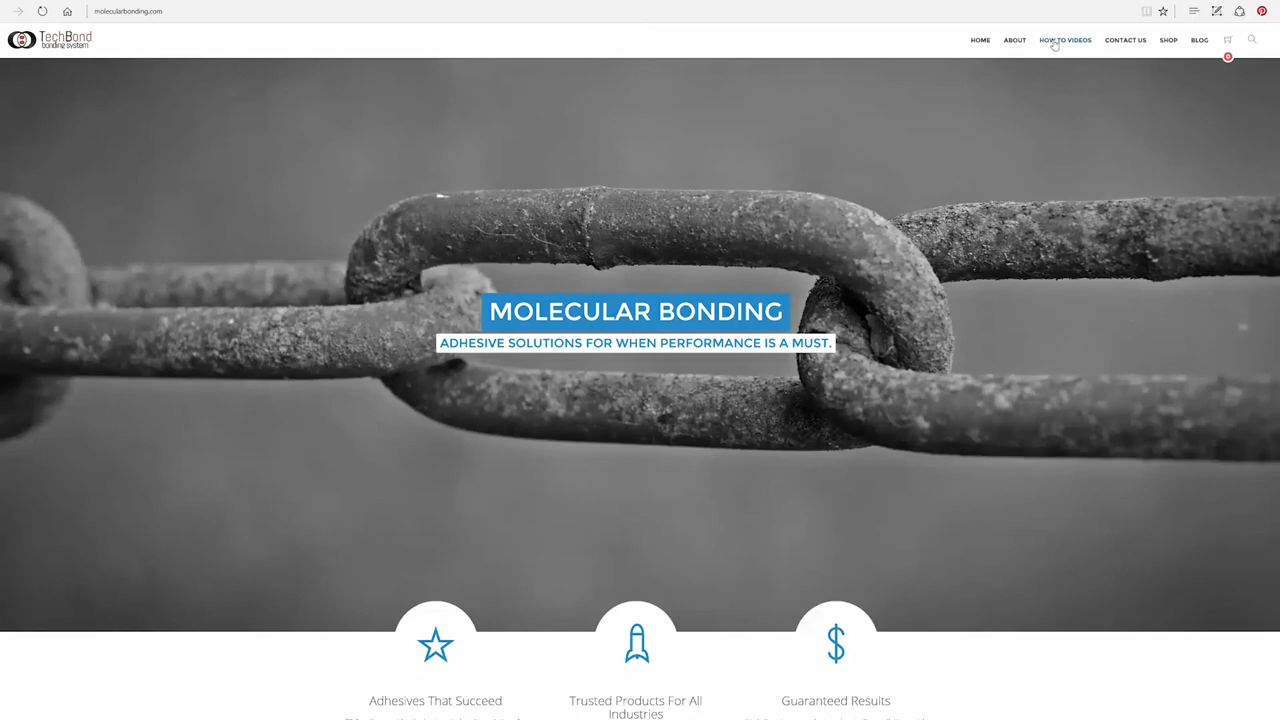 molecularbonding.com
TechBond
bonding system
HOME
ABOUT
HOW TO VIDEOS
CONTACT US
SHOP
BLOG
0
MOLECULAR BONDING
ADHESIVE SOLUTIONS FOR WHEN PERFORMANCE IS A MUST.
Adhesives That Succeed
Trusted Products For All
Industries
Guaranteed Results